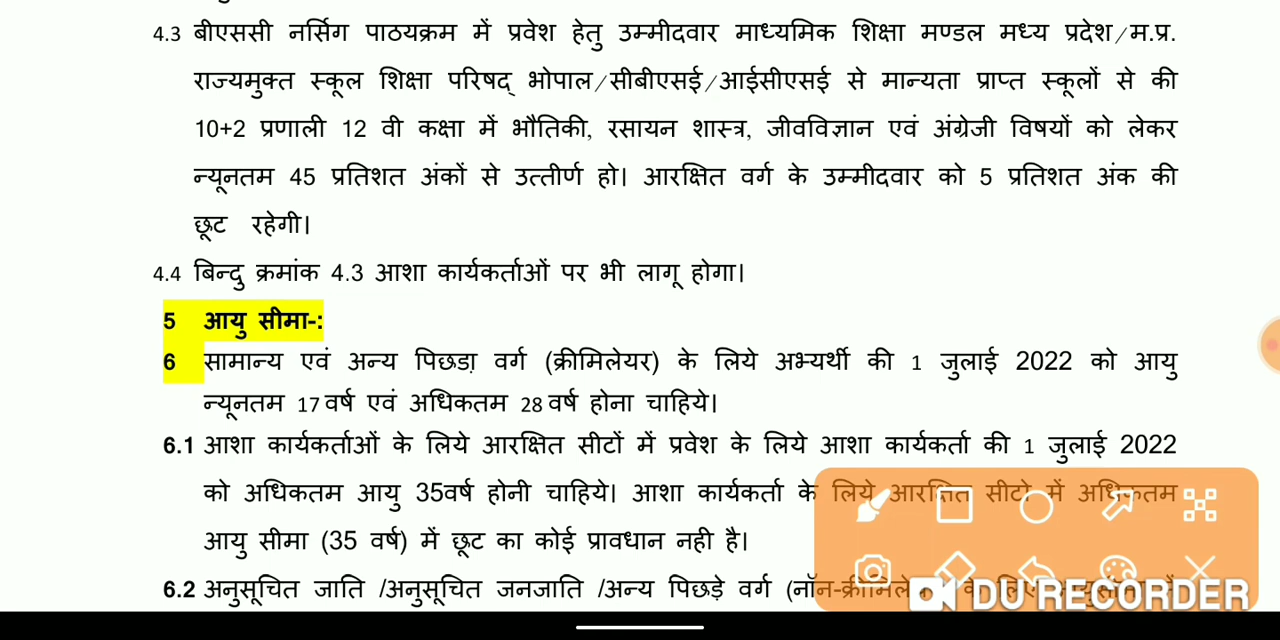 4.3 बीएससी नर्सिग पाठयक्रम में प्रवेश हेतु उम्मीदवार माध्यमिक शिक्षा मण्डल मध्य प्रदेश/म.प्र.
राज्यमुक्त स्कूल शिक्षा परिषद् भोपाल/सीबीएसई/आईसीएसई से मान्यता प्राप्त स्कूलों से की
10+2 प्रणाली 12 वी कक्षा में भौतिकी, रसायन शास्त्र, जीवविज्ञान एवं अंग्रेजी विषयों को लेकर
न्यूनतम 45 प्रतिशत अंकों से उत्तीर्ण हो। आरक्षित वर्ग के उम्मीदवार को 5 प्रतिशत अंक की
छूट रहेगी।
4.4 बिन्दु क्रमांक 4.3 आशा कार्यकर्ताओं पर भी लागू होगा।
5 आयु सीमा-:
6 सामान्य एवं अन्य पिछडा़ वर्ग (क्रीमिलेयर) के लिये अभ्यर्थी की 1 जुलाई 2022 को आयु
न्यूनतम 17 वर्ष एवं अधिकतम 28 वर्ष होना चाहिये।
6.1 आशा कार्यकर्ताओं के लिये आरक्षित सीटों में प्रवेश के लिये आशा कार्यकर्ता की 1 जुलाई 2022
को अधिकतम आयु 35वर्ष होनी चाहिये। आशा कार्यकर्ता के लिये आरक्षित सीटो में अधिकतम
आयु सीमा (35 वर्ष) में छूट का कोई प्रावधान नही है।
6.2 अनुसूचित जाति /अनुसूचित जनजाति /अन्य पिछड़े वर्ग
DU RECORDER